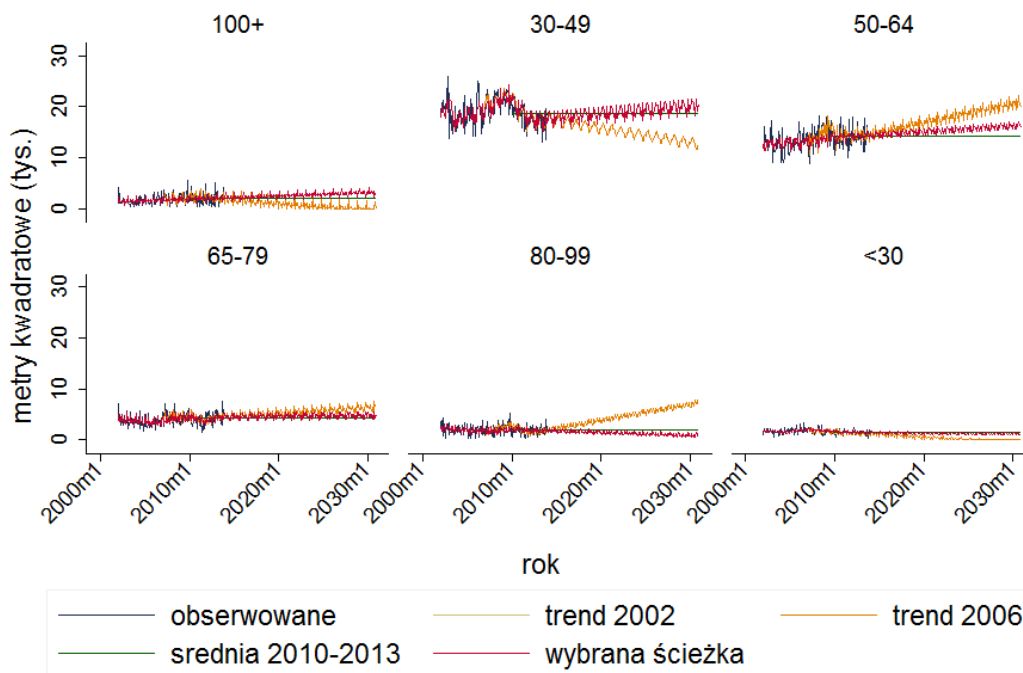 100+ 30-49 50-64
30
20
10
0
65-79 80-99 <30
30
20
10
0
metry kwadratowe (tys.)
2000m1 2010m1 2020m1 2030m1 2000m1 2010m1 2020m1 2030m1 2000m1 2010m1 2020m1 2030m1
rok
obserwowane trend 2002 trend 2006
srednia 2010-2013 wybrana ścieżka